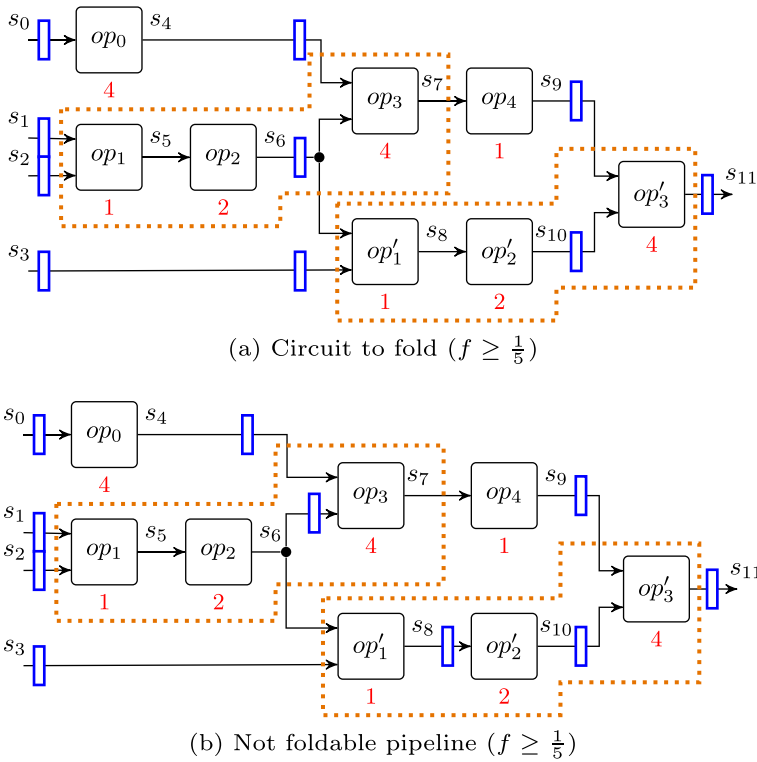 s₀ s₄
op₀
4
s₁ s₅ s₆ op₃ s₇ op₄ s₉
s₂ op₁ op₂ 4 1
1 2
op′₃ s₁₁
4
s₃ s₈ s₁₀
op′₁ op′₂
1 2
(a) Circuit to fold (f ≥ 1/5)
s₀ s₄
op₀
4
s₁ s₅ s₆ op₃ s₇ op₄ s₉
s₂ op₁ op₂ 4 1
1 2
op′₃ s₁₁
4
s₃ s₈ s₁₀
op′₁ op′₂
1 2
(b) Not foldable pipeline (f ≥ 1/5)